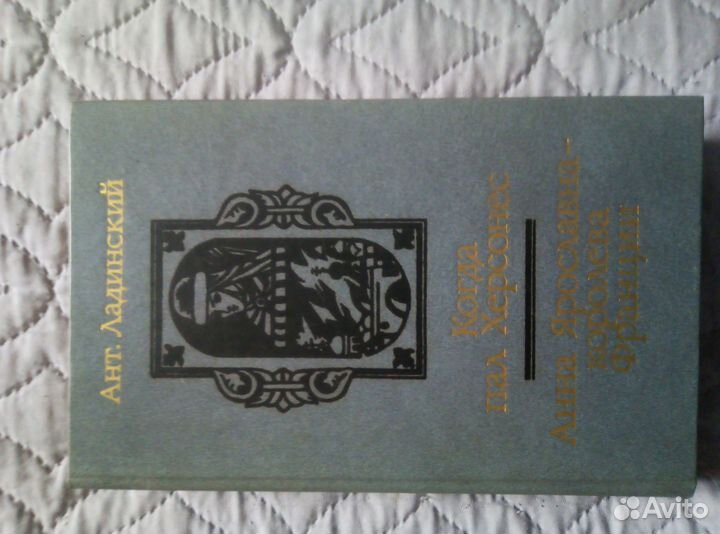 Ант. Ладинский
Когда
пал Херсонес
Анна Ярославна—
королева
Франции
Avito